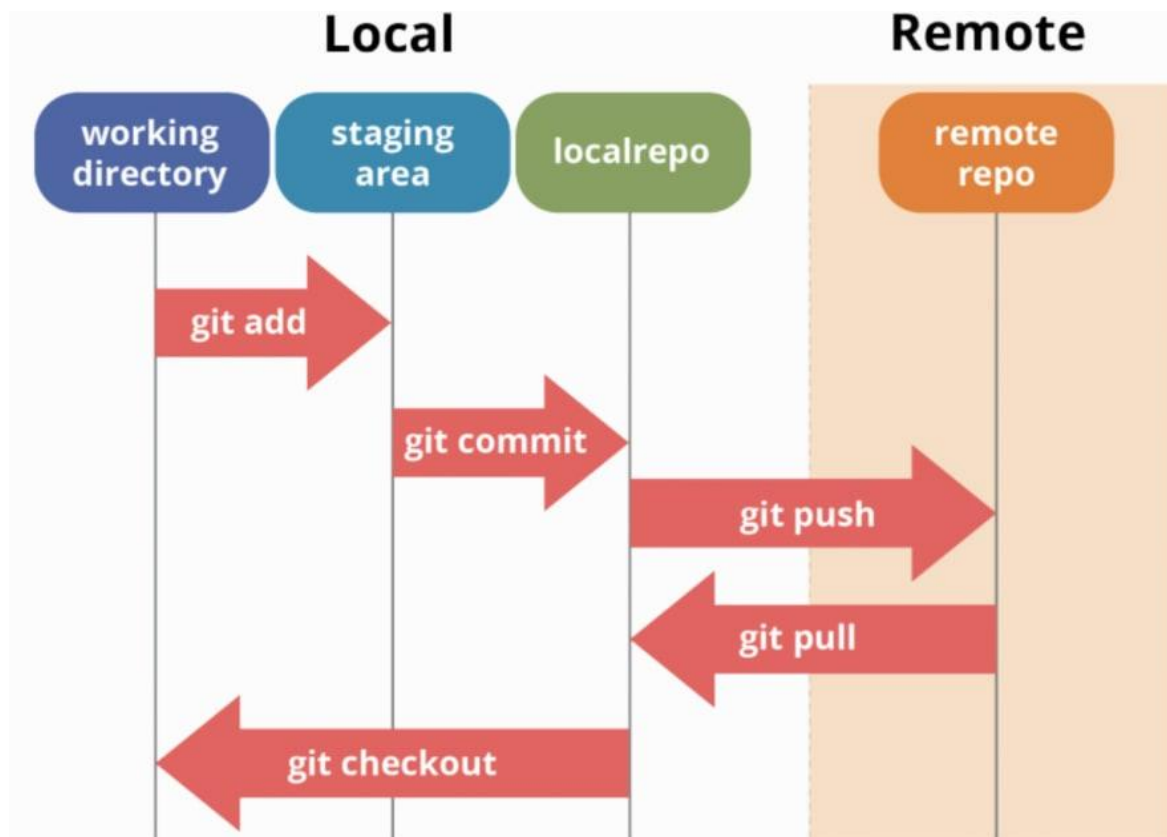 Local
Remote
working
directory
staging
area
localrepo
remote
repo
git add
git commit
git push
git pull
git checkout